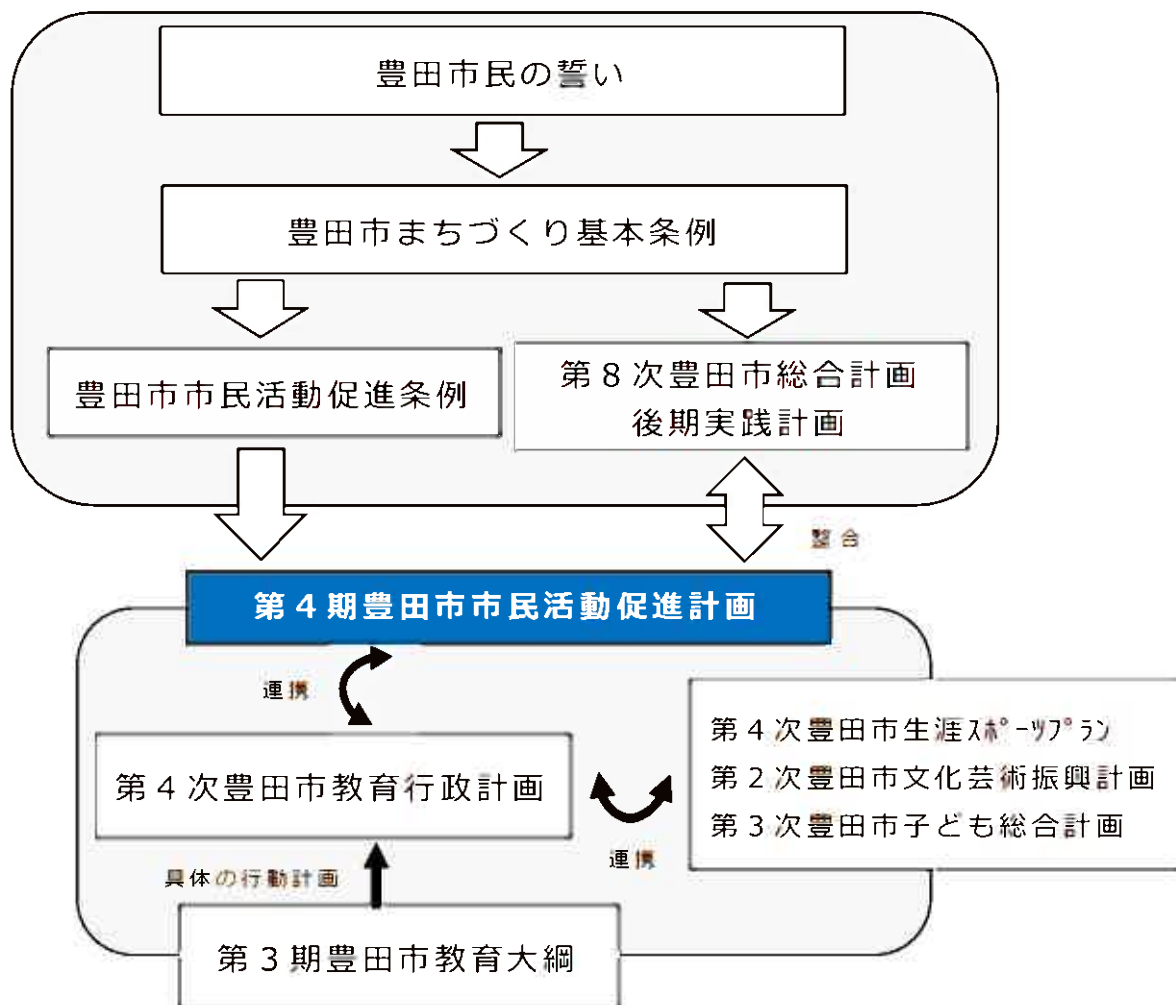 豊田市民の誓い
豊田市まちづくり基本条例
豊田市市民活動促進条例
第8次豊田市総合計画
後期実践計画
整合
第4期豊田市市民活動促進計画
連携
第4次豊田市教育行政計画
第4次豊田市生涯ｽﾎﾟｰﾂﾌﾟﾗﾝ
第2次豊田市文化芸術振興計画
第3次豊田市子ども総合計画
連携
具体の行動計画
第3期豊田市教育大綱